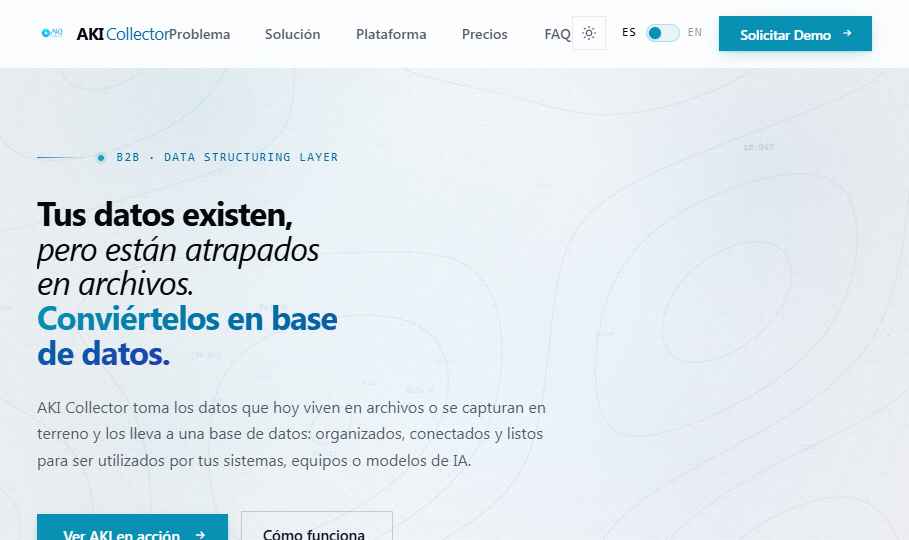 AKI Collector
Problema
Solución
Plataforma
Precios
FAQ
ES
EN
Solicitar Demo →
B2B · DATA STRUCTURING LAYER
Tus datos existen,
pero están atrapados
en archivos.
Conviértelos en base
de datos.
AKI Collector toma los datos que hoy viven en archivos o se capturan en
terreno y los lleva a una base de datos: organizados, conectados y listos
para ser utilizados por tus sistemas, equipos o modelos de IA.
Ver AKI en acción →
Cómo funciona